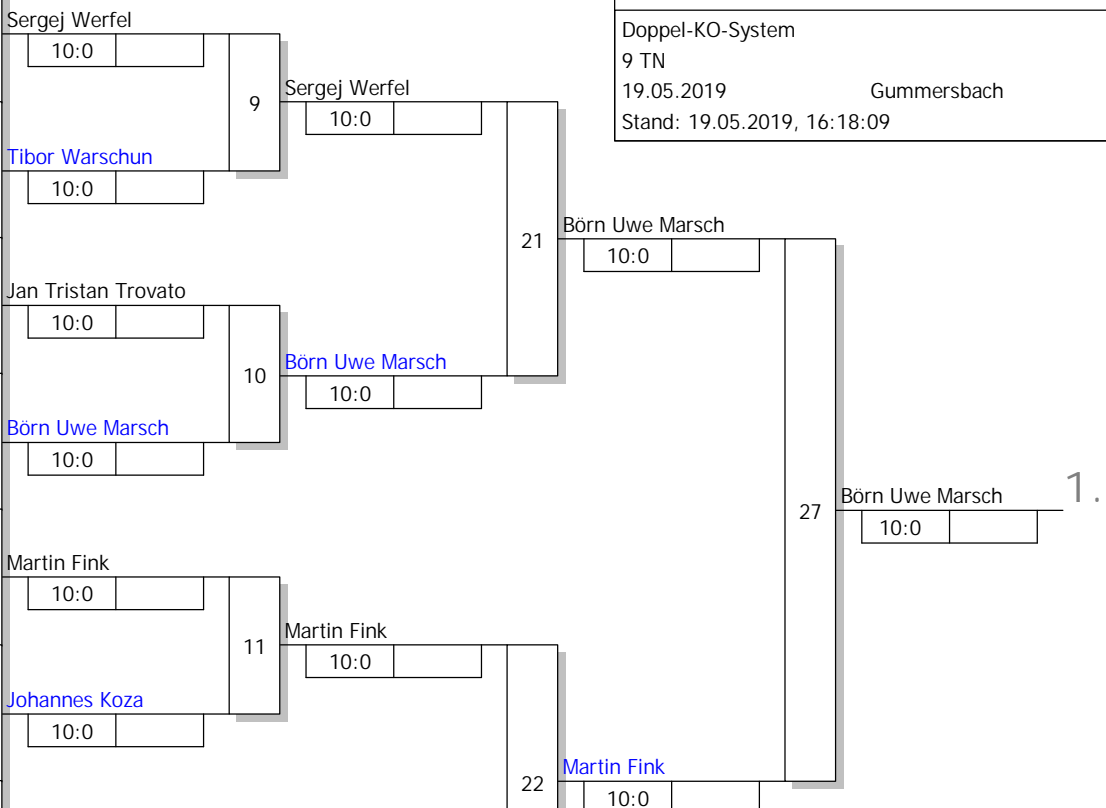 Sergej Werfel
10:0
Doppel-KO-System
9 TN
19.05.2019 Gummersbach
Stand: 19.05.2019, 16:18:09
9
Sergej Werfel
10:0
Tibor Warschun
10:0
21
Börn Uwe Marsch
10:0
Jan Tristan Trovato
10:0
10
Börn Uwe Marsch
10:0
Börn Uwe Marsch
10:0
27
Börn Uwe Marsch
1.
10:0
Martin Fink
10:0
11
Martin Fink
10:0
Johannes Koza
10:0
22
Martin Fink
10:0